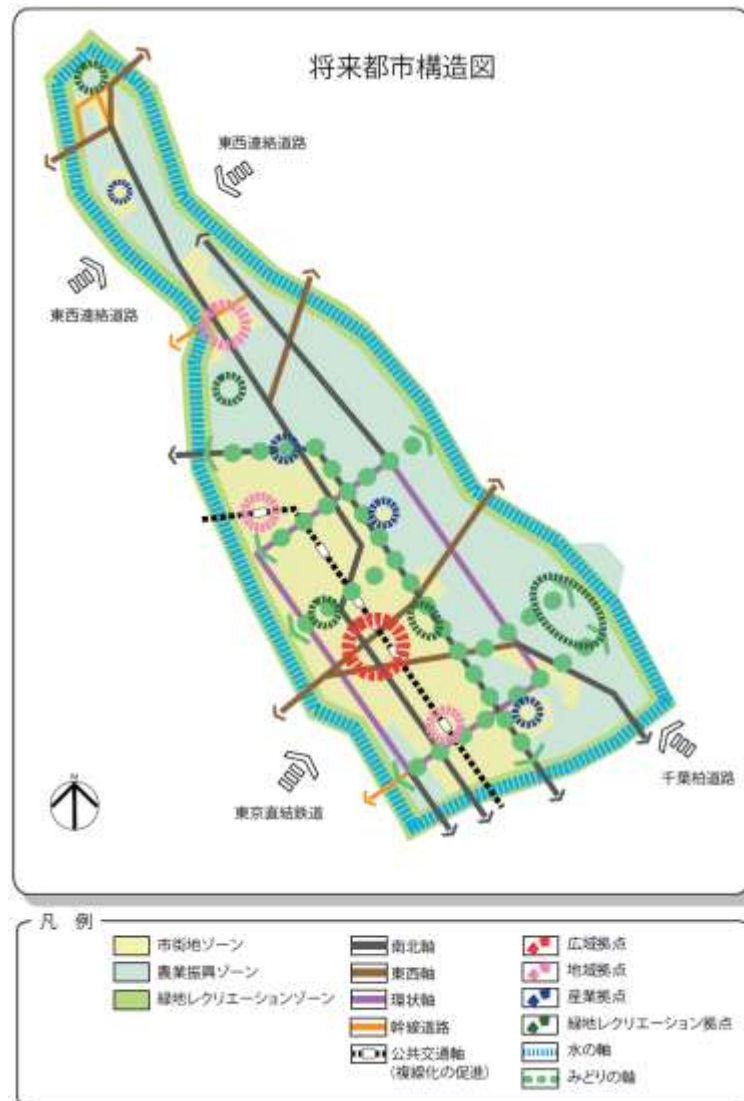 将来都市構造図
東西連絡道路
東西連絡道路
千葉柏道路
東京直結鉄道
N
凡 例
市街地ゾーン
農業振興ゾーン
緑地レクリエーションゾーン
南北軸
東西軸
環状軸
幹線道路
公共交通軸
(複線化の促進)
広域拠点
地域拠点
産業拠点
緑地レクリエーション拠点
水の軸
みどりの軸